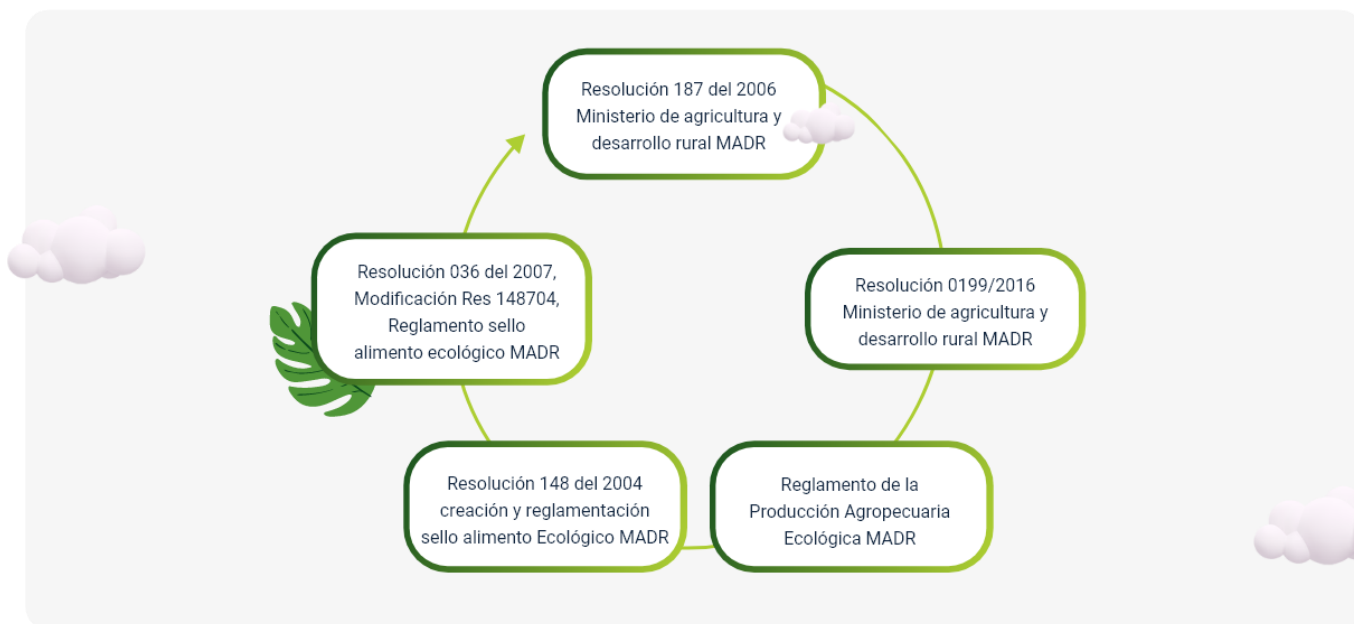 Resolución 187 del 2006
Ministerio de agricultura y
desarrollo rural MADR
Resolución 0199/2016
Ministerio de agricultura y
desarrollo rural MADR
Reglamento de la
Producción Agropecuaria
Ecológica MADR
Resolución 148 del 2004
creación y reglamentación
sello alimento Ecológico MADR
Resolución 036 del 2007,
Modificación Res 148704,
Reglamento sello
alimento ecológico MADR